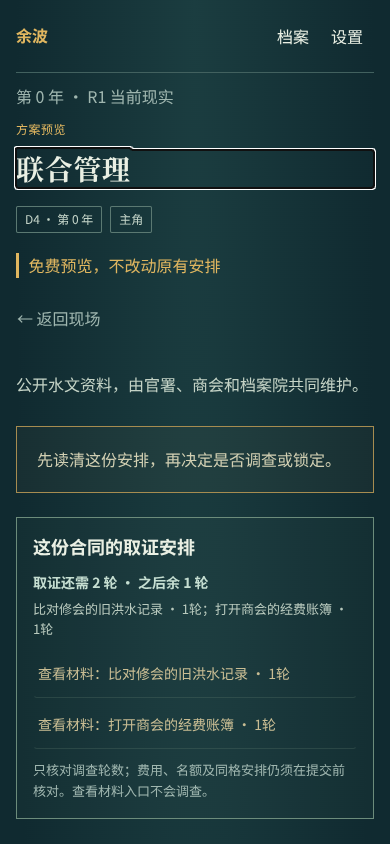 余波
档案 设置
第 0 年 · R1 当前现实
方案预览
联合管理
D4 · 第 0 年 主角
免费预览，不改动原有安排
← 返回现场
公开水文资料，由官署、商会和档案院共同维护。
先读清这份安排，再决定是否调查或锁定。
这份合同的取证安排
取证还需 2 轮 · 之后余 1 轮
比对修会的旧洪水记录 · 1轮；打开商会的经费账簿 ·
1轮
查看材料：比对修会的旧洪水记录 · 1轮
查看材料：打开商会的经费账簿 · 1轮
只核对调查轮数；费用、名额及同格安排仍须在提交前
核对。查看材料入口不会调查。